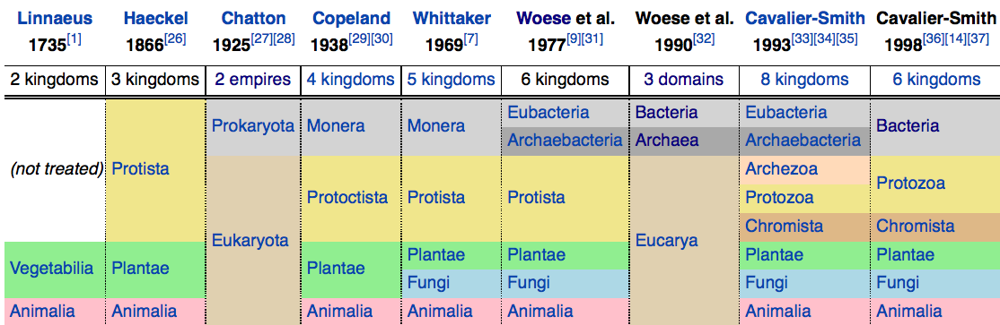 Linnaeus Haeckel Chatton Copeland Whittaker Woese et al. Woese et al. Cavalier-Smith Cavalier-Smith
1735[1] 1866[26] 1925[27][28] 1938[29][30] 1969[7] 1977[9][31] 1990[32] 1993[33][34][35] 1998[36][14][37]
2 kingdoms 3 kingdoms 2 empires 4 kingdoms 5 kingdoms 6 kingdoms 3 domains 8 kingdoms 6 kingdoms
Eubacteria Bacteria Eubacteria
Prokaryota Monera Monera Bacteria
Archaebacteria Archaea Archaebacteria
(not treated) Protista Archezoa
Protozoa
Protoctista Protista Protista Protozoa
Chromista Chromista
Eukaryota Eucarya
Plantae Plantae Plantae Plantae
Vegetabilia Plantae Plantae
Fungi Fungi Fungi Fungi
Animalia Animalia Animalia Animalia Animalia Animalia Animalia